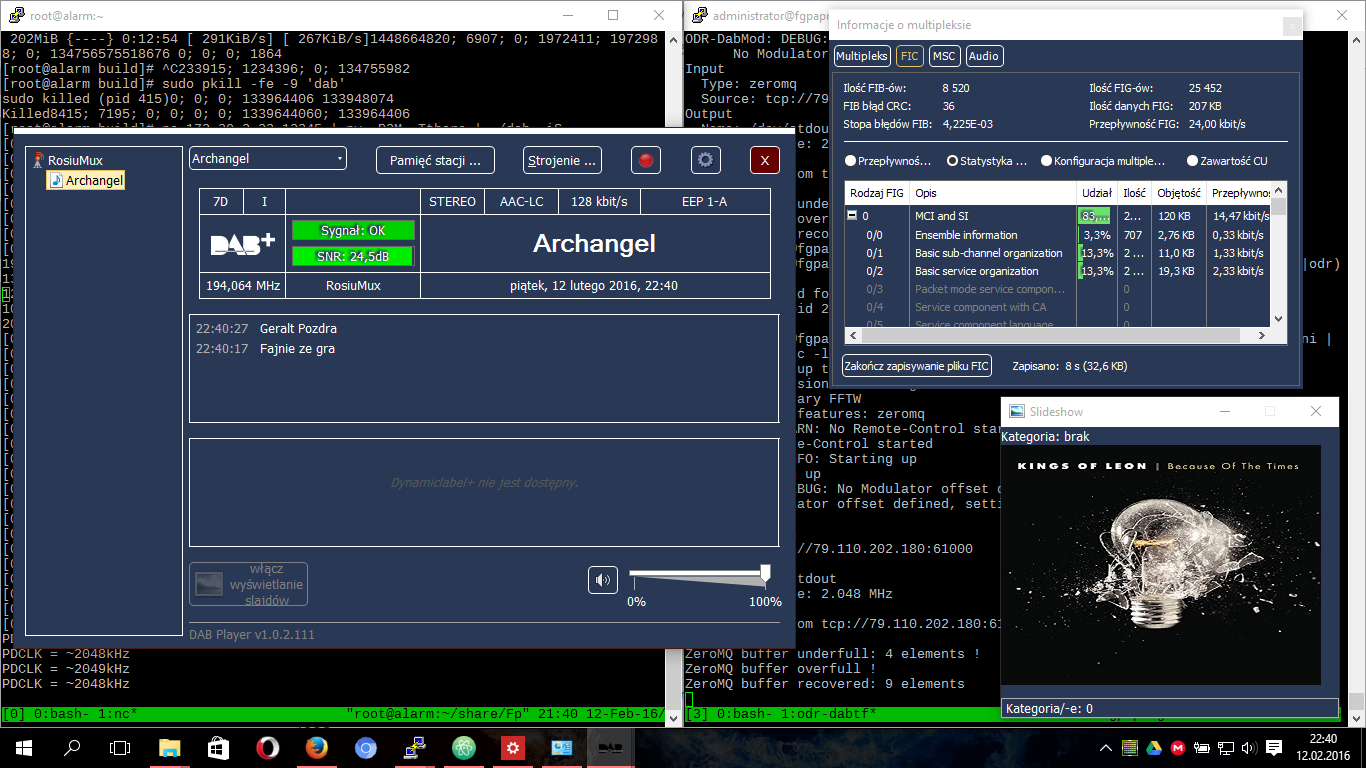 root@alarm:~
202MiB {----} 0:12:54 [ 291KiB/s] [ 267KiB/s]1448664820; 6907; 0; 1972411; 197298
8; 0; 134756575518676 0; 0; 0; 1864
[root@alarm build]# ^C233915; 1234396; 0; 134755982
[root@alarm build]# sudo pkill -fe -9 'dab'
sudo killed (pid 415)0; 0; 133964406 133948074
Killed8415; 7195; 0; 0; 0; 133964060; 133964406
PDCLK = ~2048kHz
PDCLK = ~2049kHz
PDCLK = ~2048kHz
[0] 0:bash- 1:nc* "root@alarm:~/share/Fp" 21:40 12-Feb-16
RosiuMux
Archangel
Archangel
Pamięć stacji ...
Strojenie ...
X
7D I STEREO AAC-LC 128 kbit/s EEP 1-A
DAB+
Sygnał: OK
SNR: 24,5dB
Archangel
194,064 MHz RosiuMux piątek, 12 lutego 2016, 22:40
22:40:27 Geralt Pozdra
22:40:17 Fajnie ze gra
Dynamiclabel+ nie jest dostępny.
włącz
wyświetlanie
slajdów
0% 100%
DAB Player v1.0.2.111
administrator@fgpapr
ODR-DabMod: DEBUG:
No Modulator
Input
Type: zeromq
Source: tcp://79
Output
ary FFTW
features: zeromq
ARN: No Remote-Control star
e-Control started
FO: Starting up
up
BUG: No Modulator offset
ator offset defined, setti
//79.110.202.180:61000
tdout
e: 2.048 MHz
om tcp://79.110.202.180:61
ZeroMQ buffer underfull: 4 elements !
ZeroMQ buffer overfull !
ZeroMQ buffer recovered: 9 elements
[3] 0:bash- 1:odr-dabtf*
Informacje o multipleksie
Multipleks FIC MSC Audio
Ilość FIB-ów: 8 520 Ilość FIG-ów: 25 452
FIB błąd CRC: 36 Ilość danych FIG: 207 KB
Stopa błędów FIB: 4,225E-03 Przepływność FIG: 24,00 kbit/s
Przepływnoś... Statystyka ... Konfiguracja multiple... Zawartość CU
Rodzaj FIG Opis Udział Ilość Objętość Przepływnoś
0 MCI and SI 83,... 2... 120 KB 14,47 kbit/s
0/0 Ensemble information 3,3% 707 2,76 KB 0,33 kbit/s
0/1 Basic sub-channel organization 13,3% 2 ... 11,0 KB 1,33 kbit/s
0/2 Basic service organization 13,3% 2 ... 19,3 KB 2,33 kbit/s
0/3 Packet mode service compon... 0
0/4 Service component with CA 0
0/5 Service component language 0
Zakończ zapisywanie pliku FIC Zapisano: 8 s (32,6 KB)
Slideshow
Kategoria: brak
KINGS OF LEON | Because Of The Times
Kategoria/-e: 0
22:40
12.02.2016